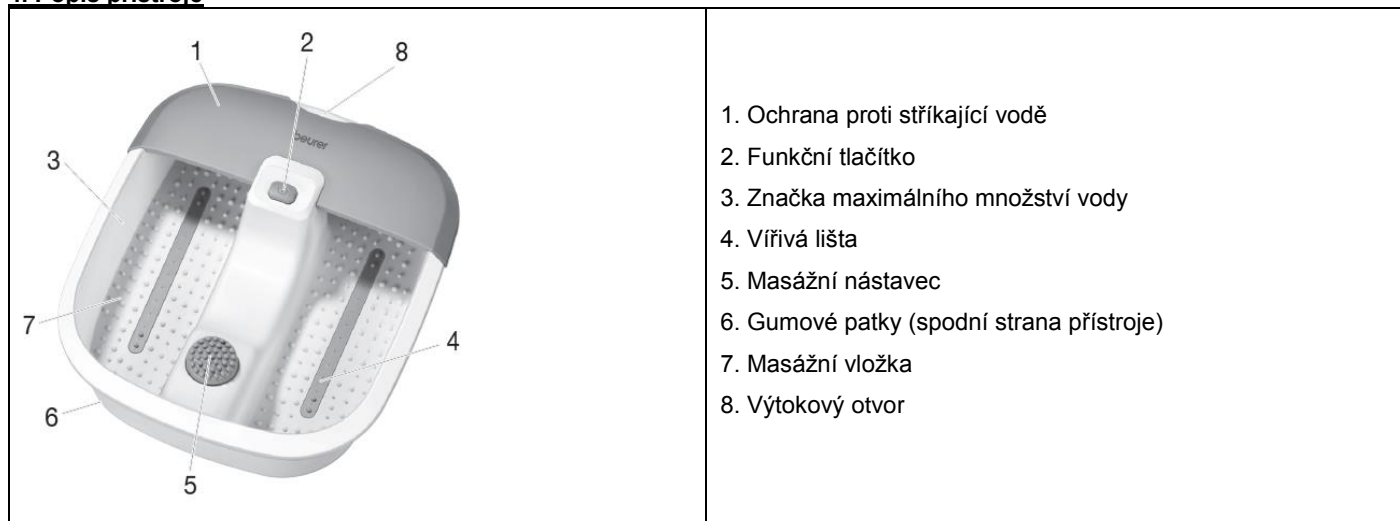 1
2
8
beurer
3
7
4
6
5
1. Ochrana proti stříkající vodě
2. Funkční tlačítko
3. Značka maximálního množství vody
4. Vířivá lišta
5. Masážní nástavec
6. Gumové patky (spodní strana přístroje)
7. Masážní vložka
8. Výtokový otvor